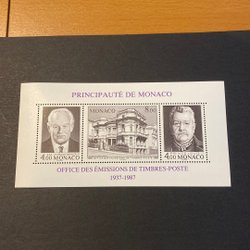 PRINCIPAUTÉ DE MONACO
MONACO 8.00
4.00 MONACO
4.00 MONACO
OFFICE DES ÉMISSIONS DE TIMBRES-POSTE
1937-1987